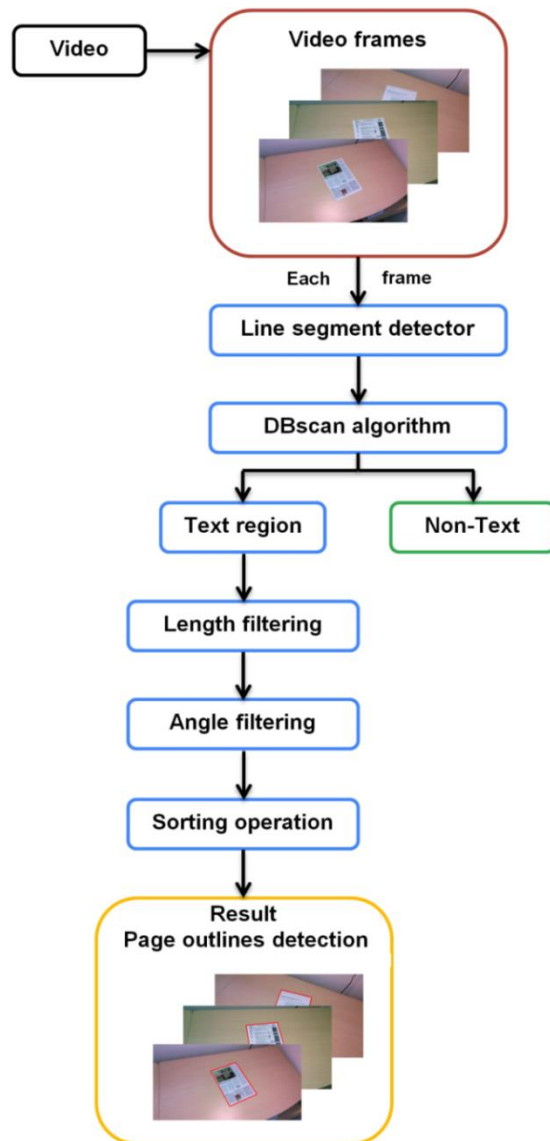 Video
Video frames
Each frame
Line segment detector
DBscan algorithm
Text region
Non-Text
Length filtering
Angle filtering
Sorting operation
Result
Page outlines detection